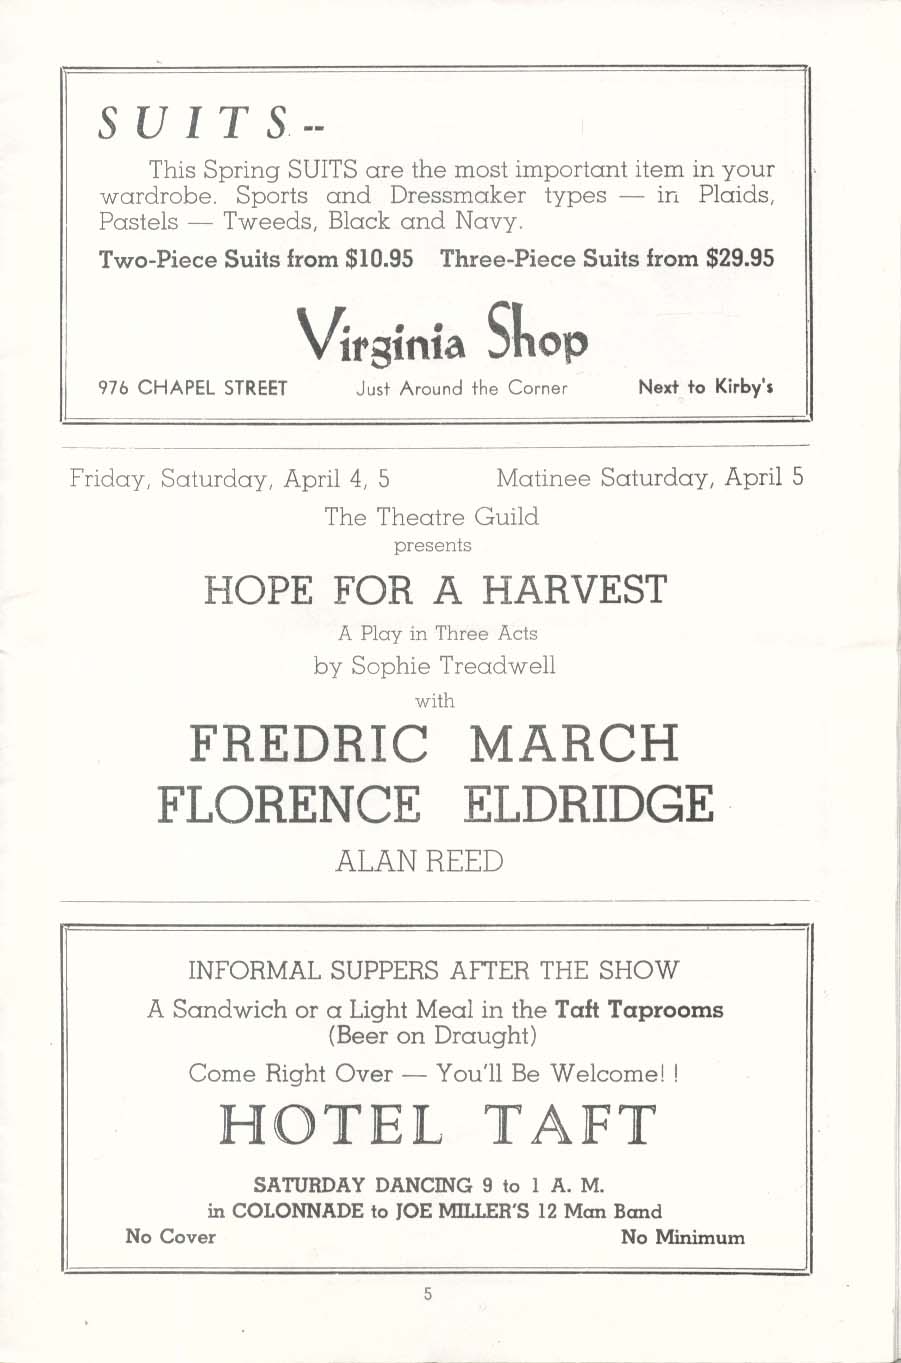 SUITS.--
This Spring SUITS are the most important item in your
wardrobe. Sports and Dressmaker types — in Plaids,
Pastels — Tweeds, Black and Navy.
Two-Piece Suits from $10.95 Three-Piece Suits from $29.95
Virginia Shop
976 CHAPEL STREET Just Around the Corner Next to Kirby's
Friday, Saturday, April 4, 5 Matinee Saturday, April 5
The Theatre Guild
presents
HOPE FOR A HARVEST
A Play in Three Acts
by Sophie Treadwell
with
FREDRIC MARCH
FLORENCE ELDRIDGE
ALAN REED
INFORMAL SUPPERS AFTER THE SHOW
A Sandwich or a Light Meal in the Taft Taprooms
(Beer on Draught)
Come Right Over — You'll Be Welcome! !
HOTEL TAFT
SATURDAY DANCING 9 to 1 A. M.
in COLONNADE to JOE MILLER'S 12 Man Band
No Cover No Minimum
5